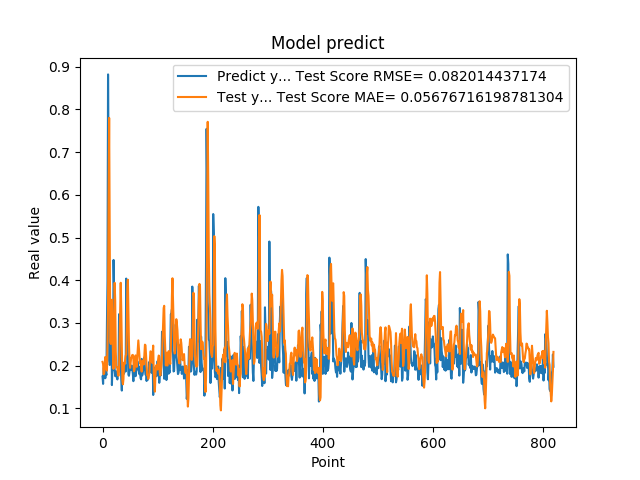 Model predict
Predict y... Test Score RMSE= 0.082014437174
Test y... Test Score MAE= 0.05676716198781304
0.9
0.8
0.7
0.6
0.5
0.4
0.3
0.2
0.1
Real value
0 200 400 600 800
Point